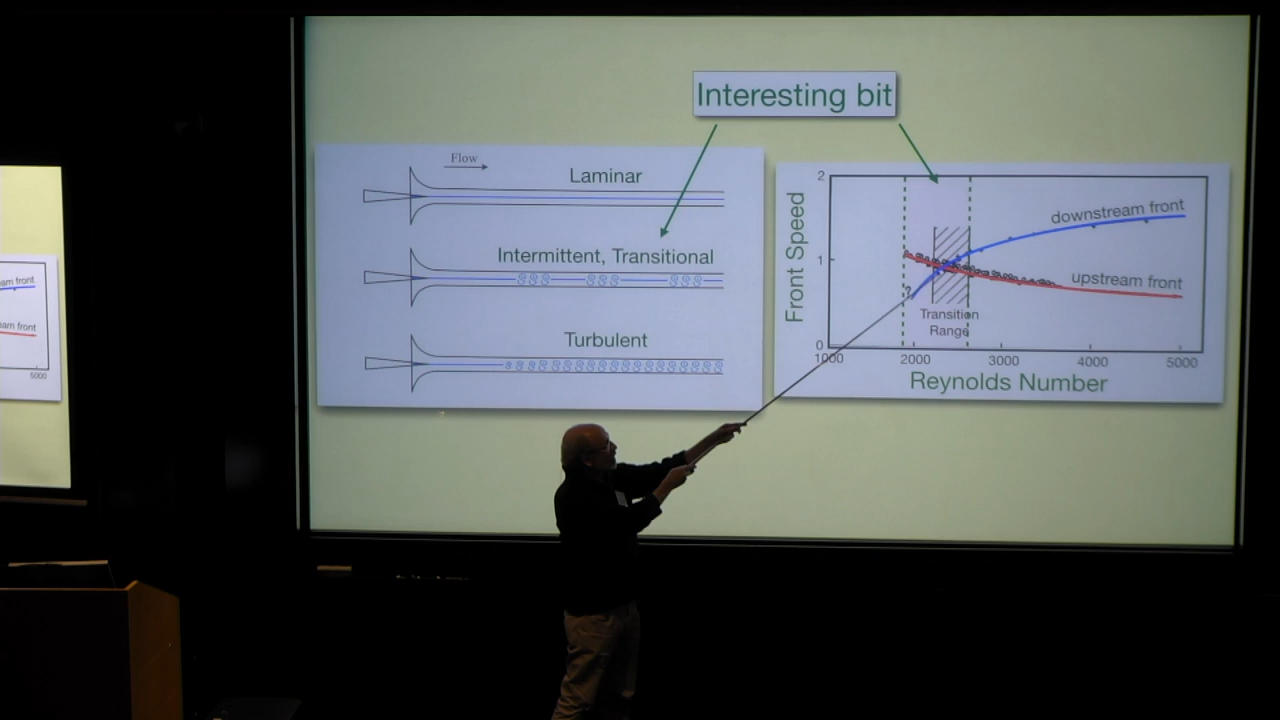 Interesting bit
Flow
Laminar
Intermittent, Transitional
Turbulent
2
1
0
Front Speed
downstream front
upstream front
?
Transition
Range
1000 2000 3000 4000 5000
Reynolds Number
am front
am front
5000